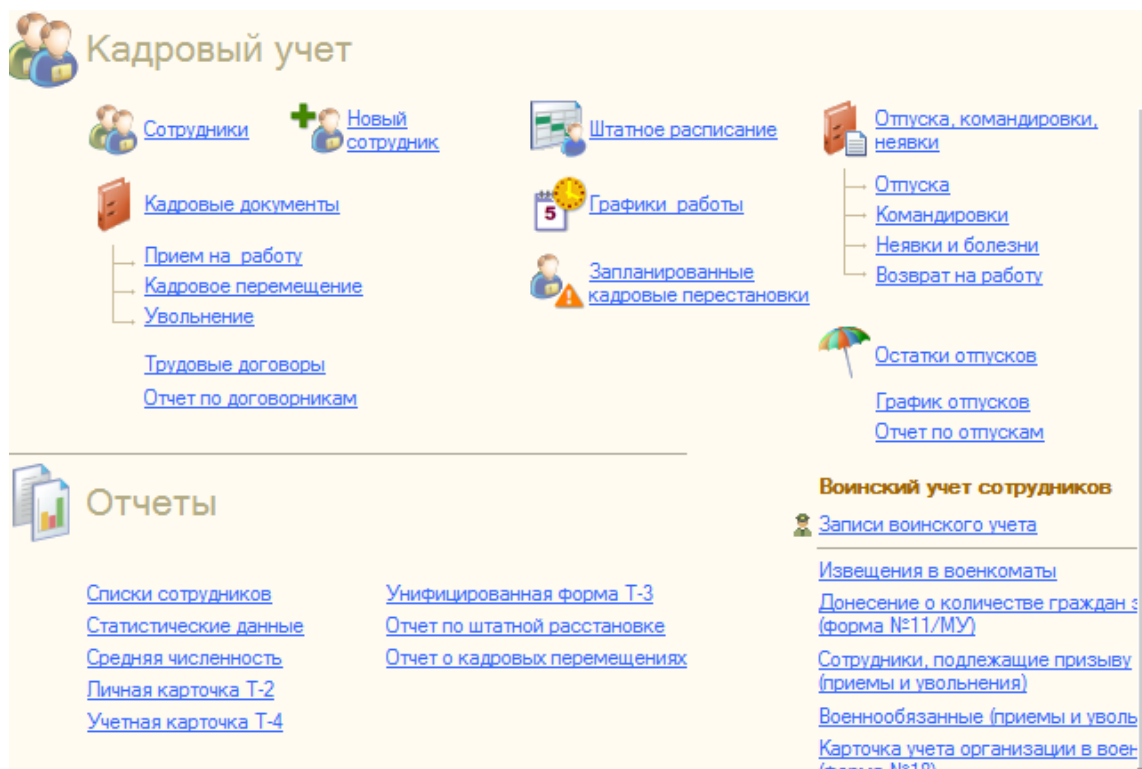 Кадровый учет
Сотрудники
Новый
сотрудник
Кадровые документы
Прием на работу
Кадровое перемещение
Увольнение
Трудовые договоры
Отчет по договорникам
Штатное расписание
5
Графики работы
Запланированные
кадровые перестановки
Отпуска, командировки,
неявки
Отпуска
Командировки
Неявки и болезни
Возврат на работу
Остатки отпусков
График отпусков
Отчет по отпускам
Отчеты
Списки сотрудников
Статистические данные
Средняя численность
Личная карточка Т-2
Учетная карточка Т-4
Унифицированная форма Т-3
Отчет по штатной расстановке
Отчет о кадровых перемещениях
Воинский учет сотрудников
Записи воинского учета
Извещения в военкоматы
Донесение о количестве граждан
(форма №11/МУ)
Сотрудники, подлежащие призыву
(приемы и увольнения)
Военнообязанные (приемы и уволь
Карточка учета организации в воен
(форма №18)